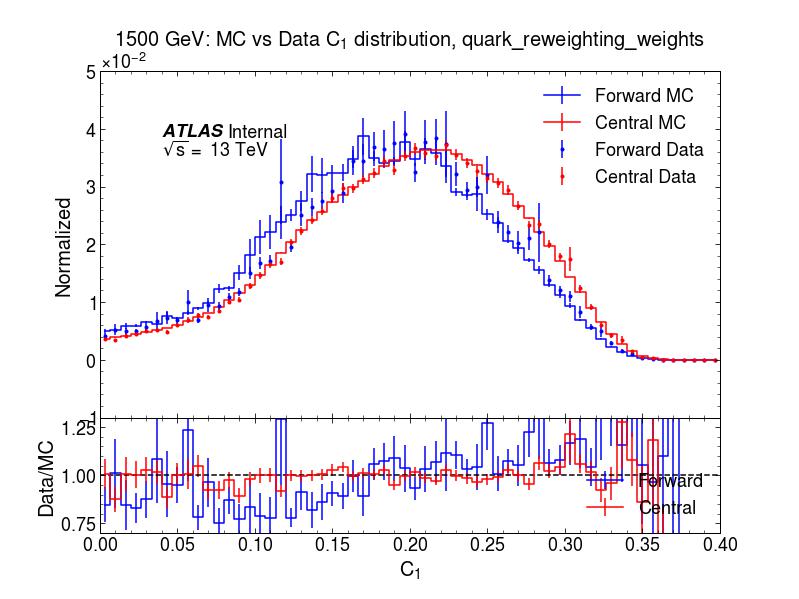 1500 GeV: MC vs Data C₁ distribution, quark_reweighting_weights
×10⁻²
5
4
3
2
1
0
−1
Normalized
ATLAS Internal
√s = 13 TeV
Forward MC
Central MC
Forward Data
Central Data
1.25
1.00
0.75
Data/MC
Forward
Central
0.00 0.05 0.10 0.15 0.20 0.25 0.30 0.35 0.40
C₁